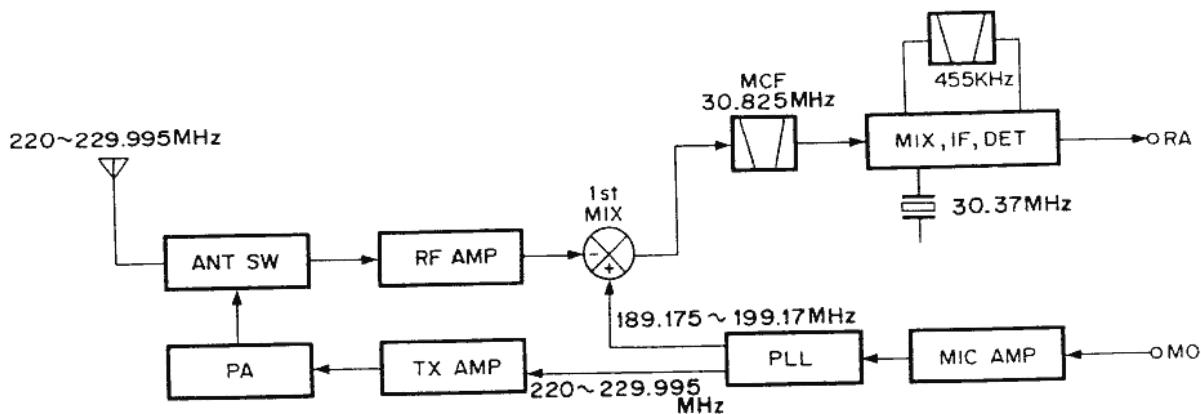 455KHz
MCF
30.825MHz
220~229.995MHz
MIX, IF, DET
RA
1st
MIX
30.37MHz
ANT SW
RF AMP
-
+
189.175~199.17MHz
PA
TX AMP
PLL
MIC AMP
MO
220~229.995
MHz